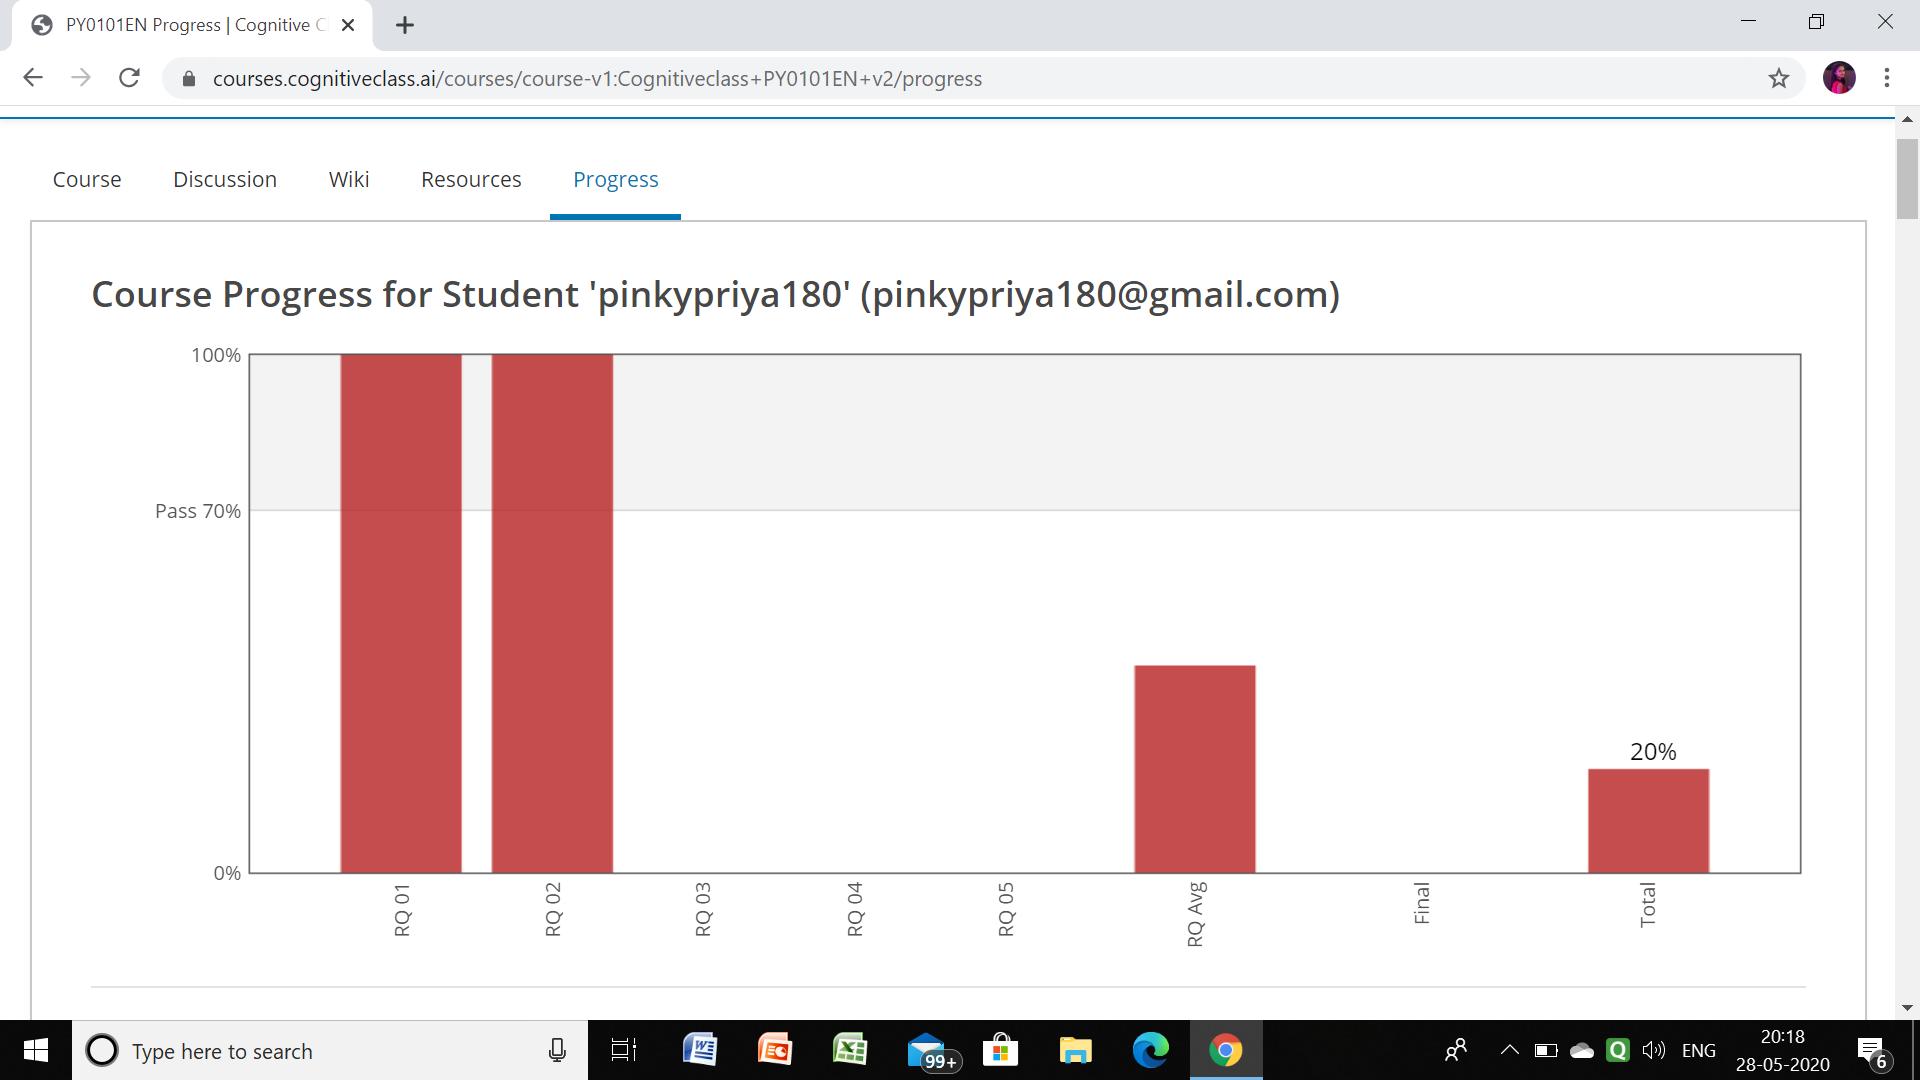 PY0101EN Progress | Cognitive C
courses.cognitiveclass.ai/courses/course-v1:Cognitiveclass+PY0101EN+v2/progress
Course Discussion Wiki Resources Progress
Course Progress for Student 'pinkypriya180' (pinkypriya180@gmail.com)
100%
Pass 70%
20%
0%
RQ 01
RQ 02
RQ 03
RQ 04
RQ 05
RQ Avg
Final
Total
Type here to search
99+
Q
ENG
20:18
28-05-2020
6